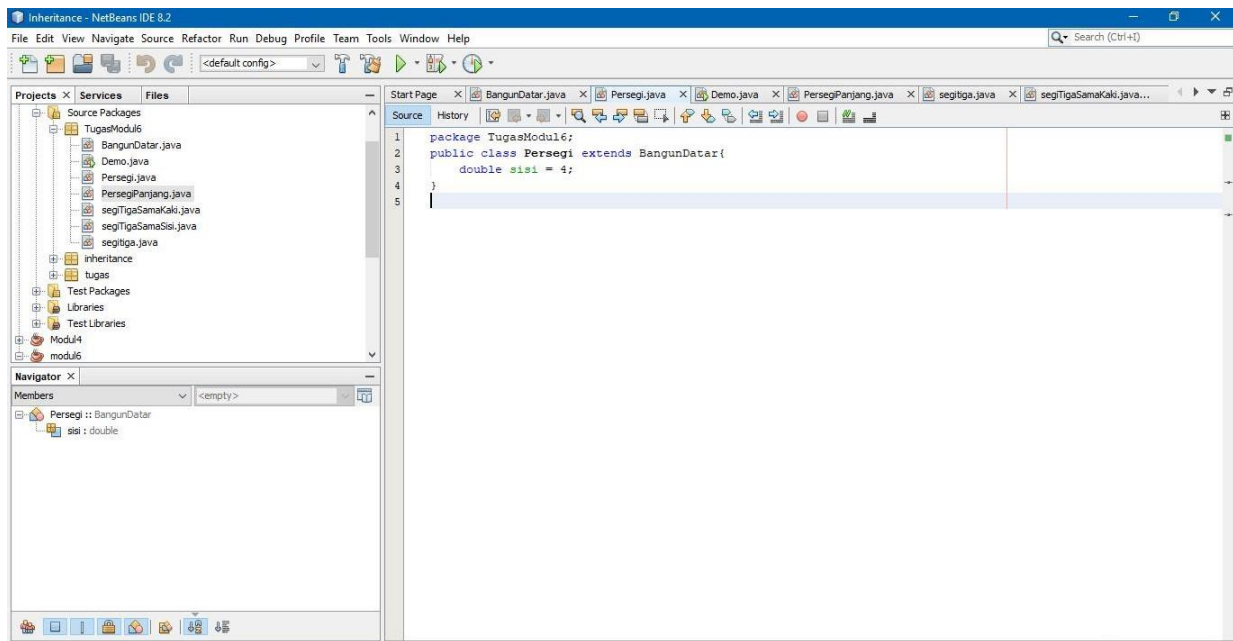 Inheritance - NetBeans IDE 8.2
File Edit View Navigate Source Refactor Run Debug Profile Team Tools Window Help
Search (Ctrl+I)
<default config>
Projects Services Files
Source Packages
TugasModul6
BangunDatar.java
Demo.java
Persegi.java
PersegiPanjang.java
segiTigaSamaKaki.java
segiTigaSamaSisi.java
segitiga.java
inheritance
tugas
Test Packages
Libraries
Test Libraries
Modul4
modul6
Navigator
Members <empty>
Persegi :: BangunDatar
sisi : double
Start Page BangunDatar.java Persegi.java Demo.java PersegiPanjang.java segitiga.java segiTigaSamaKaki.java...
Source History
1 package TugasModul6;
2 public class Persegi extends BangunDatar{
3 double sisi = 4;
4 }
5